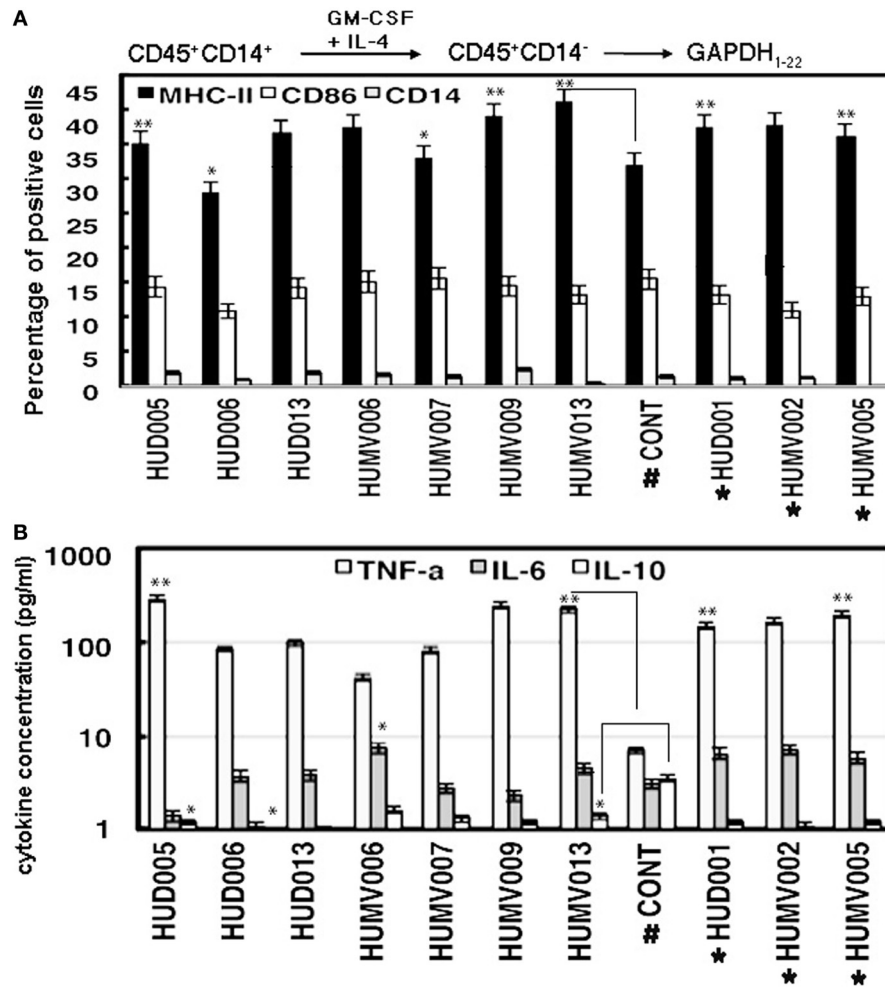 A
GM-CSF
+ IL-4
CD45+CD14+ CD45+CD14- GAPDH1-22
Percentage of positive cells
45
40
35
30
25
20
15
10
5
0
MHC-II CD86 CD14
** * * ** ** ** **
HUD005 HUD006 HUD013 HUMV006 HUMV007 HUMV009 HUMV013 # CONT * HUD001 * HUMV002 * HUMV005
B
cytokine concentration (pg/ml)
1000
100
10
1
TNF-a IL-6 IL-10
** ** ** **
* * * *
HUD005 HUD006 HUD013 HUMV006 HUMV007 HUMV009 HUMV013 # CONT * HUD001 * HUMV002 * HUMV005